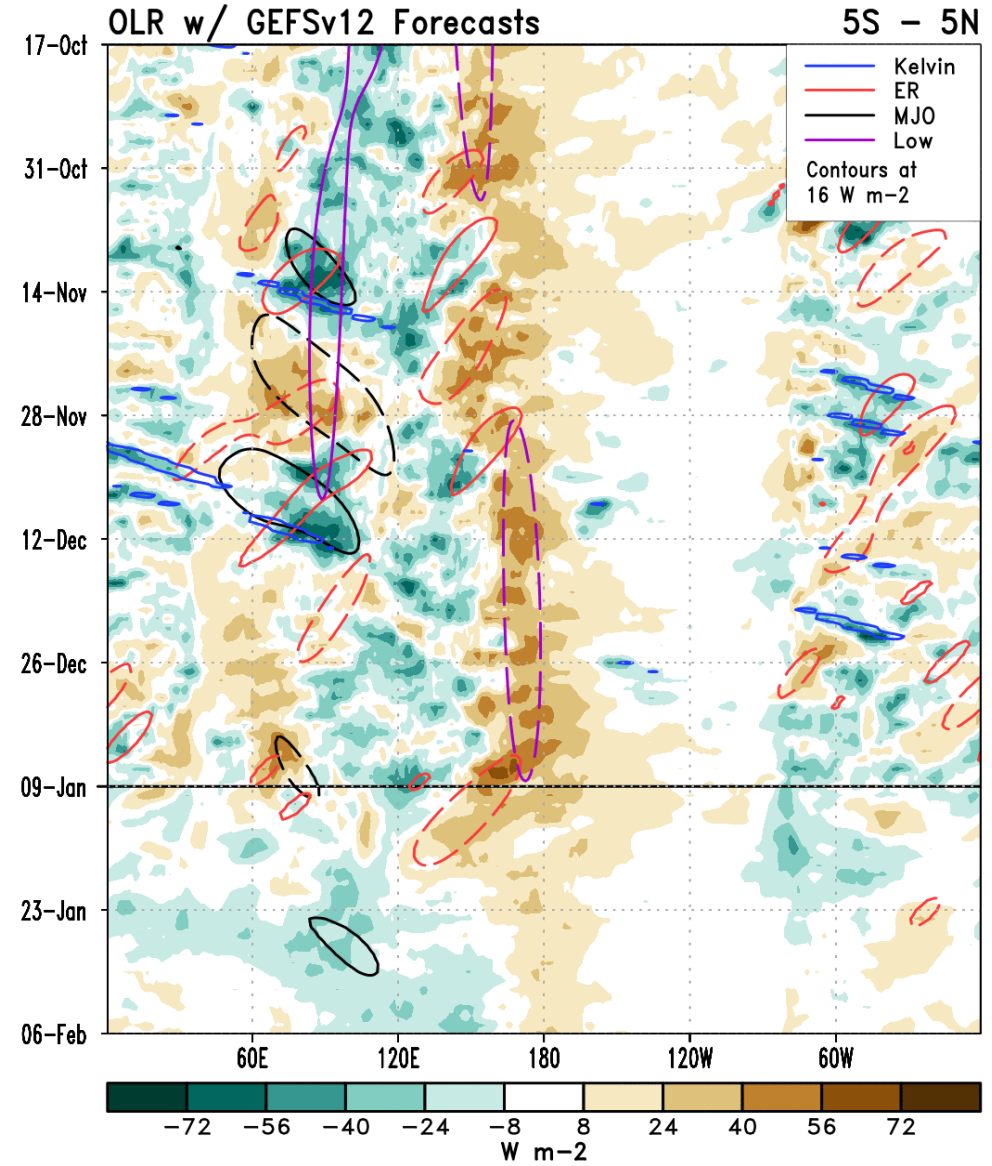 OLR w/ GEFSv12 Forecasts 5S - 5N
17-Oct
Kelvin
ER
MJO
Low
Contours at
16 W m-2
31-Oct
14-Nov
28-Nov
12-Dec
26-Dec
09-Jan
23-Jan
06-Feb
60E 120E 180 120W 60W
-72 -56 -40 -24 -8 8 24 40 56 72
W m-2